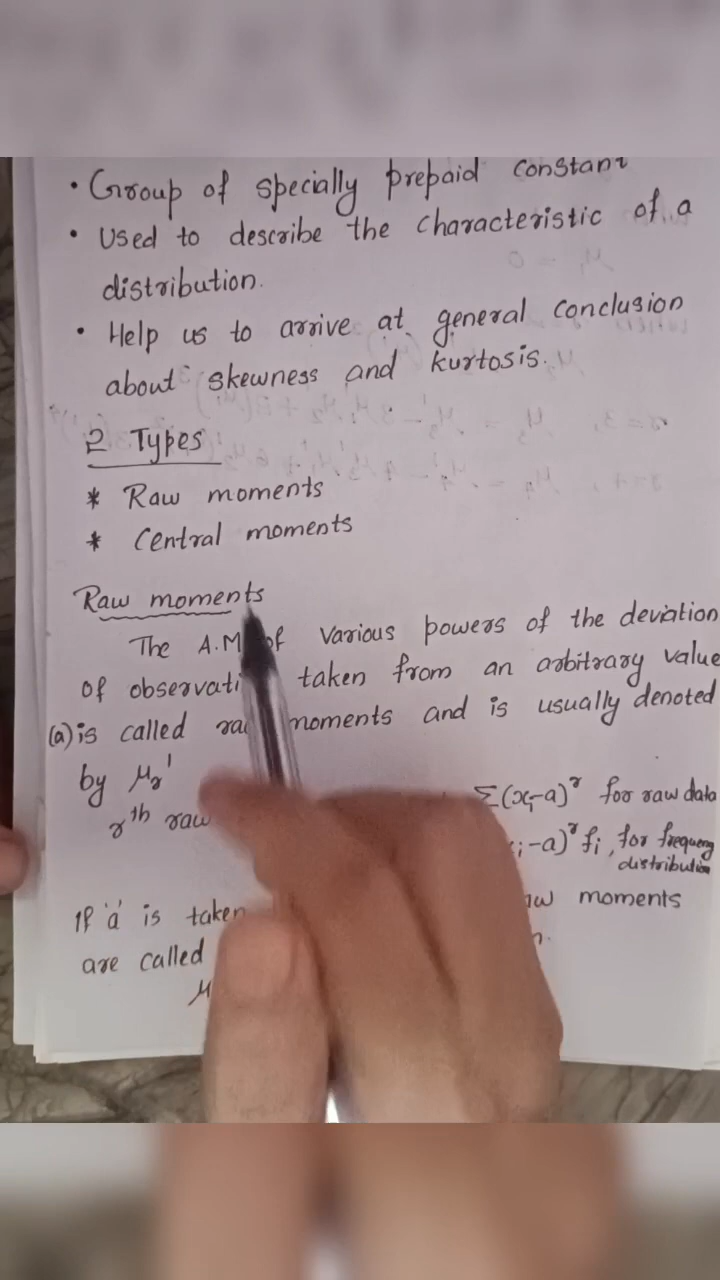 • Group of specially prepaid constant
• Used to describe the characteristic of a
distribution.
• Help us to arrive at general conclusion
about skewness and kurtosis.
2 Types
* Raw moments
* Central moments
Raw moments
The A.M of various powers of the deviation
of observati taken from an arbitrary value
(a) is called raw moments and is usually denoted
by μr'
rth raw Σ(xi-a)^r for raw data
i-a)^r fi, for frequency
distribution
If 'a' is taken moments
are called
μ